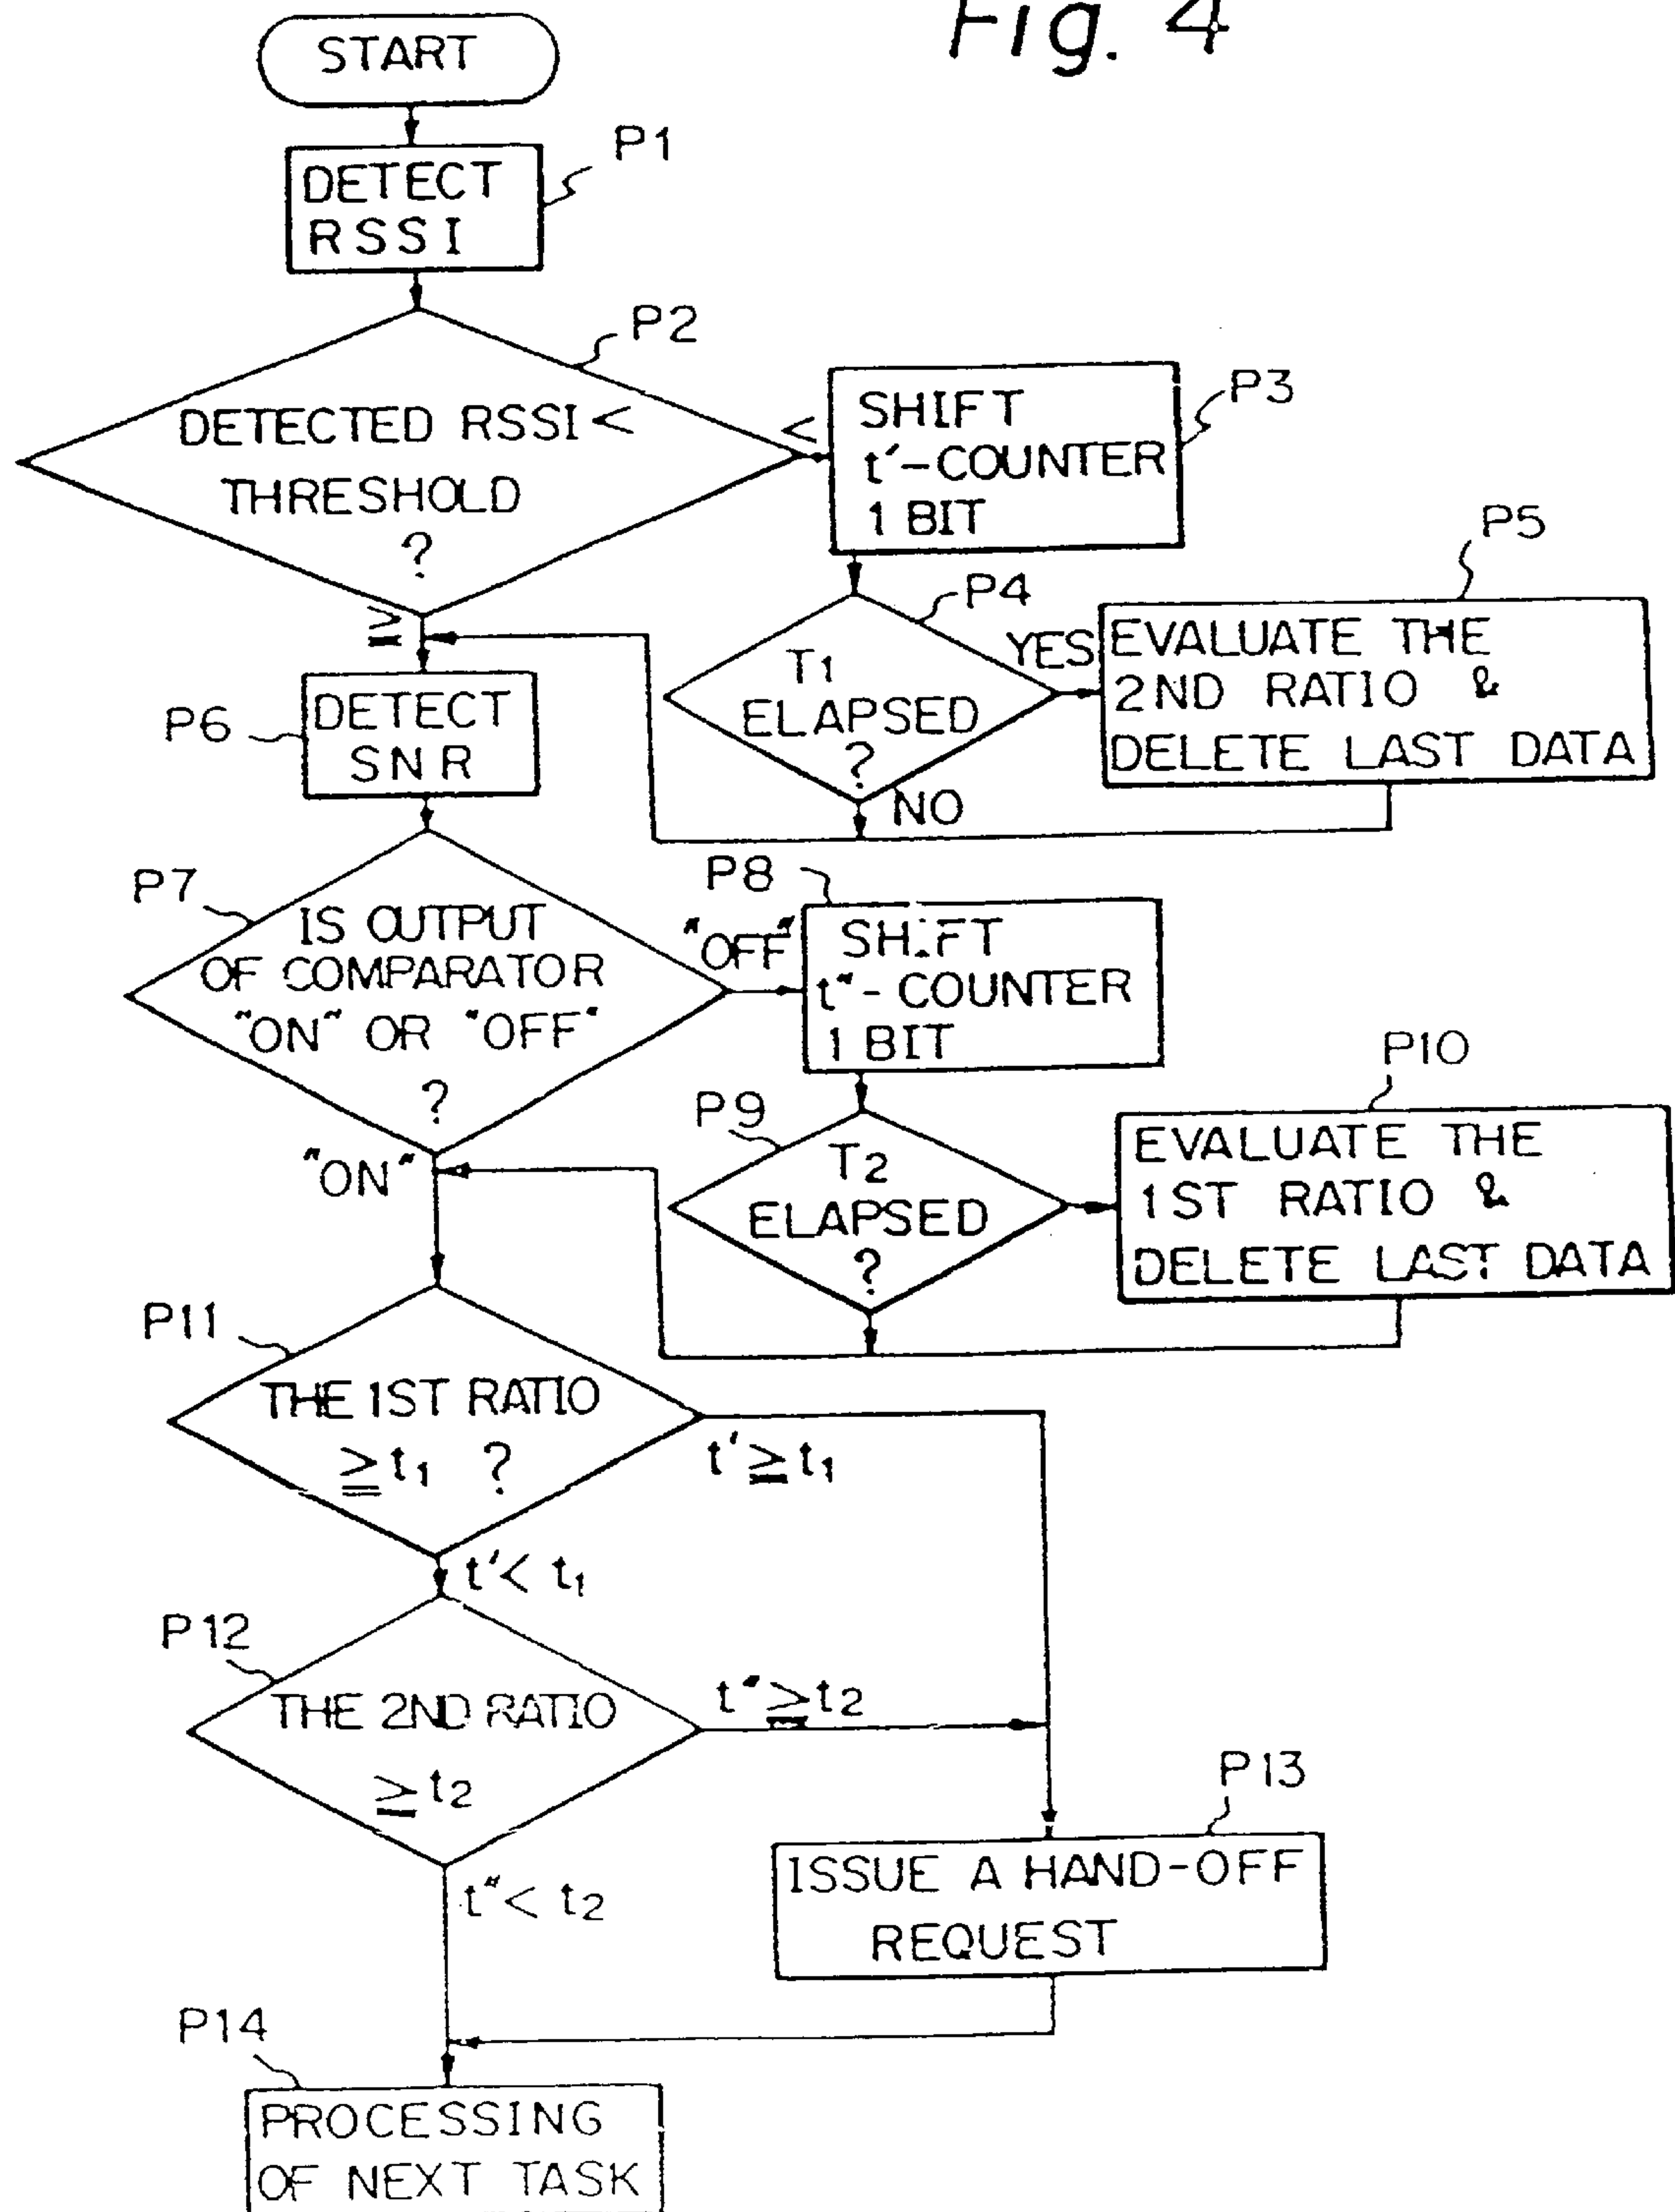 Fig. 4
START
P1
DETECT
RSSI
P2
DETECTED RSSI <
THRESHOLD
?
<
≧
P3
SHIFT
t'-COUNTER
1 BIT
P4
T1
ELAPSED
?
YES
NO
P5
EVALUATE THE
2ND RATIO &
DELETE LAST DATA
P6
DETECT
SNR
P7
IS OUTPUT
OF COMPARATOR
"ON" OR "OFF"
?
"OFF"
"ON"
P8
SHIFT
t"-COUNTER
1 BIT
P9
T2
ELAPSED
?
P10
EVALUATE THE
1ST RATIO &
DELETE LAST DATA
P11
THE 1ST RATIO
≧ t1 ?
t' ≧ t1
t' < t1
P12
THE 2ND RATIO
≧ t2
t" ≧ t2
t" < t2
P13
ISSUE A HAND-OFF
REQUEST
P14
PROCESSING
OF NEXT TASK